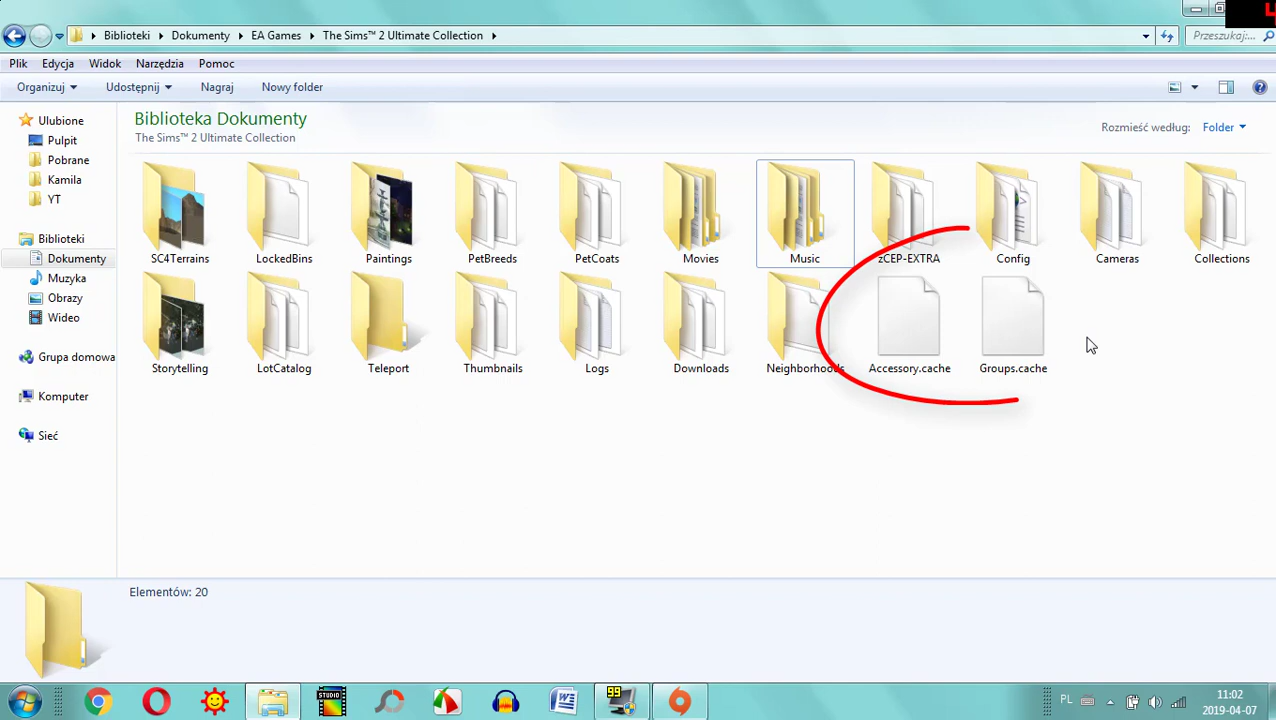 Biblioteki
Dokumenty
EA Games
The Sims™ 2 Ultimate Collection
Przeszukaj:...
Plik
Edycja
Widok
Narzędzia
Pomoc
Organizuj
Udostępnij
Nagraj
Nowy folder
Ulubione
Pulpit
Pobrane
Kamila
YT
Biblioteki
Dokumenty
Muzyka
Obrazy
Wideo
Grupa domowa
Komputer
Sieć
Biblioteka Dokumenty
The Sims™ 2 Ultimate Collection
Rozmieść według:
Folder
SC4Terrains
LockedBins
Paintings
PetBreeds
PetCoats
Movies
Music
zCEP-EXTRA
Config
Cameras
Collections
Storytelling
LotCatalog
Teleport
Thumbnails
Logs
Downloads
Neighborhoods
Accessory.cache
Groups.cache
Elementów: 20
STUDIO
99
PL
11:02
2019-04-07